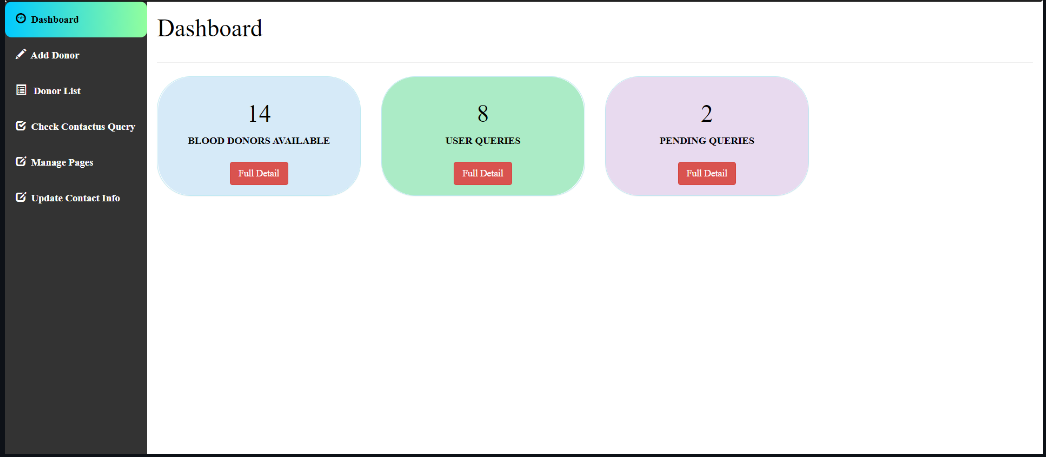 Dashboard
Add Donor
Donor List
Check Contactus Query
Manage Pages
Update Contact Info
Dashboard
14
BLOOD DONORS AVAILABLE
Full Detail
8
USER QUERIES
Full Detail
2
PENDING QUERIES
Full Detail